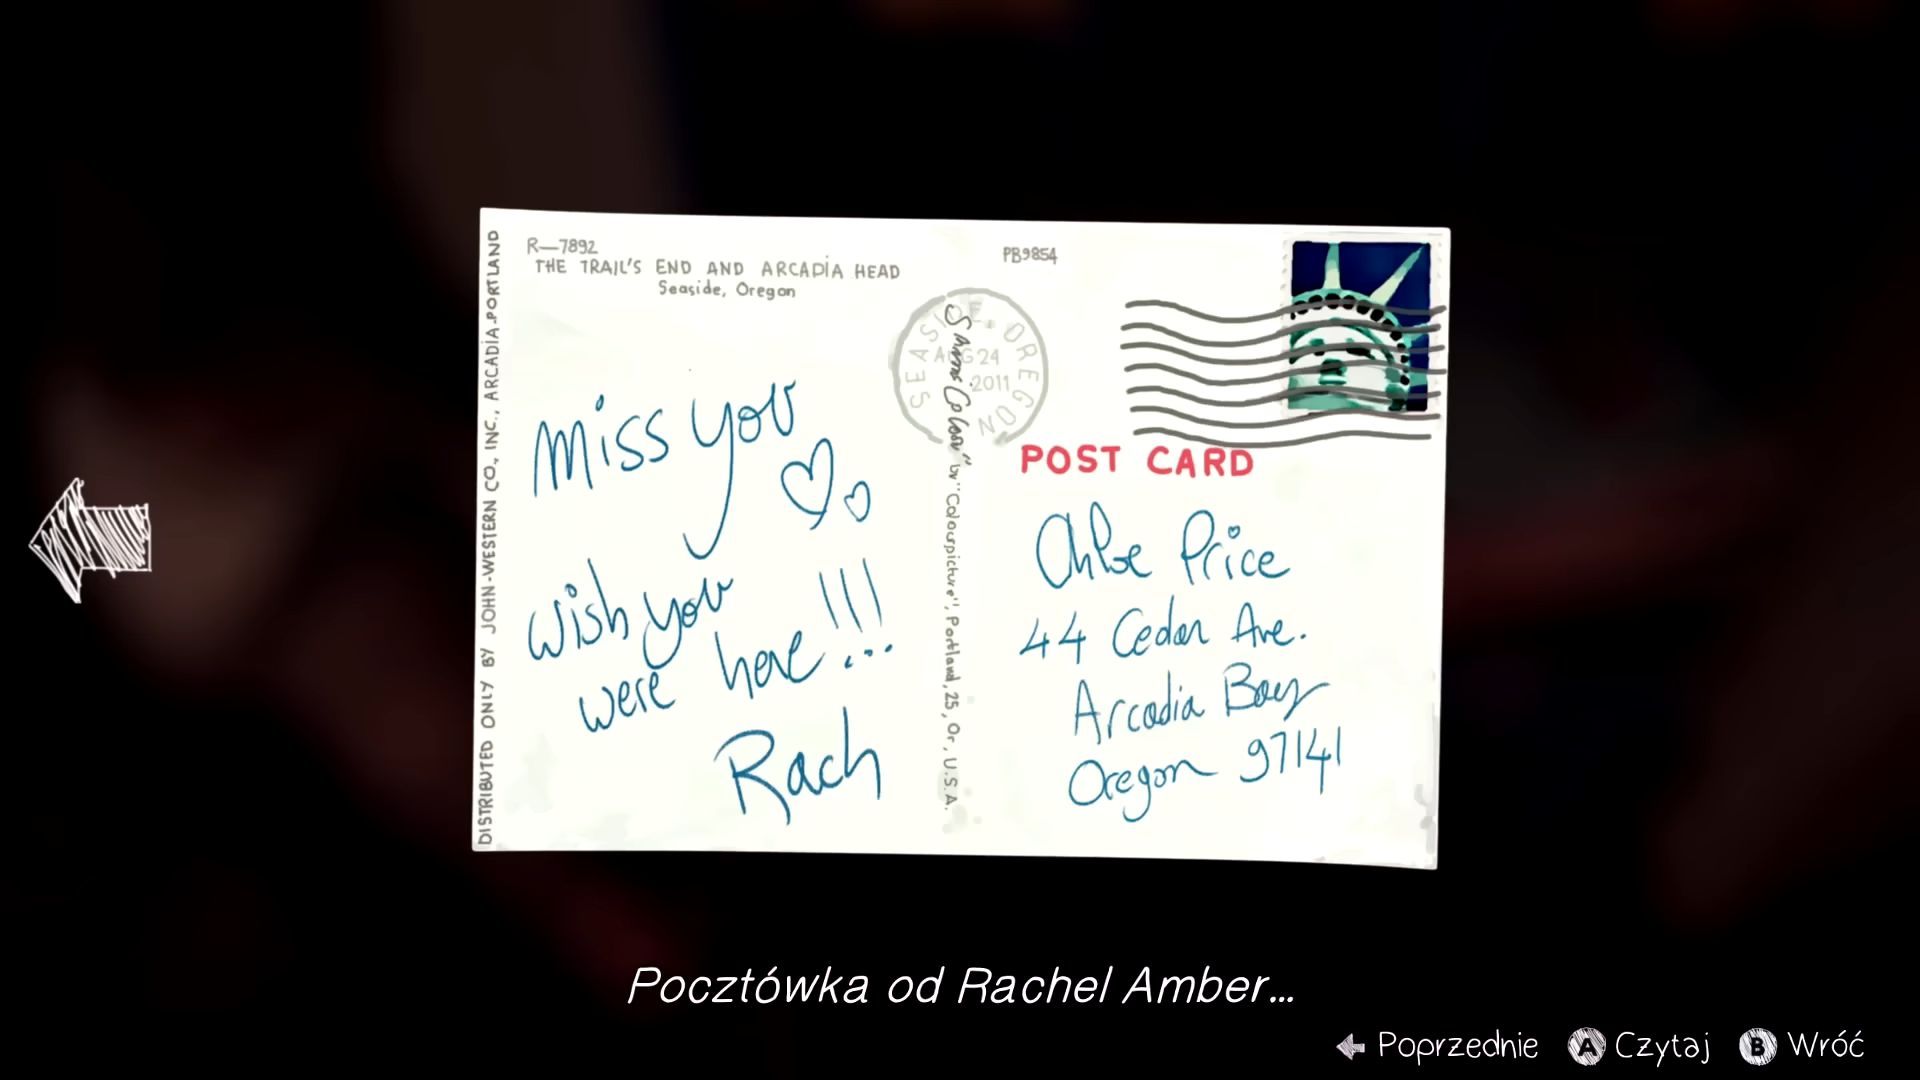 DISTRIBUTED ONLY BY JOHN-WESTERN CO., INC., ARCADIA-PORTLAND
R—7892
THE TRAIL'S END AND ARCADIA HEAD
Seaside, Oregon
PB9854
SEASIDE. OREGON
AUG 24
2011
Miss you
wish you
were here!!!
Rach
by "Colourpicture", Portland, 25, Or, U.S.A.
POST CARD
Chloe Price
44 Cedar Ave.
Arcadia Bay
Oregon 97141
Pocztówka od Rachel Amber...
Poprzednie
A Czytaj
B Wróć